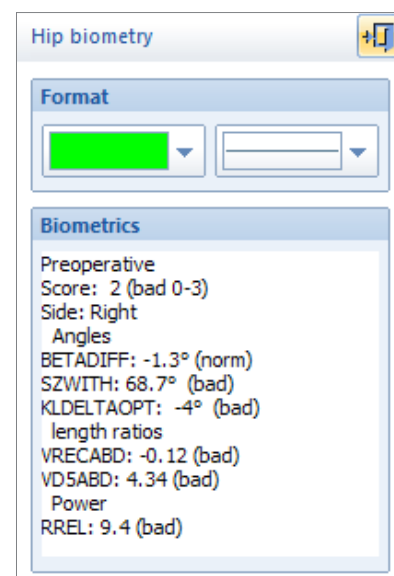 Hip biometry
Format
Biometrics
Preoperative
Score: 2 (bad 0-3)
Side: Right
Angles
BETADIFF: -1.3° (norm)
SZWITH: 68.7° (bad)
KLDELTAOPT: -4° (bad)
length ratios
VRECABD: -0.12 (bad)
VD5ABD: 4.34 (bad)
Power
RREL: 9.4 (bad)